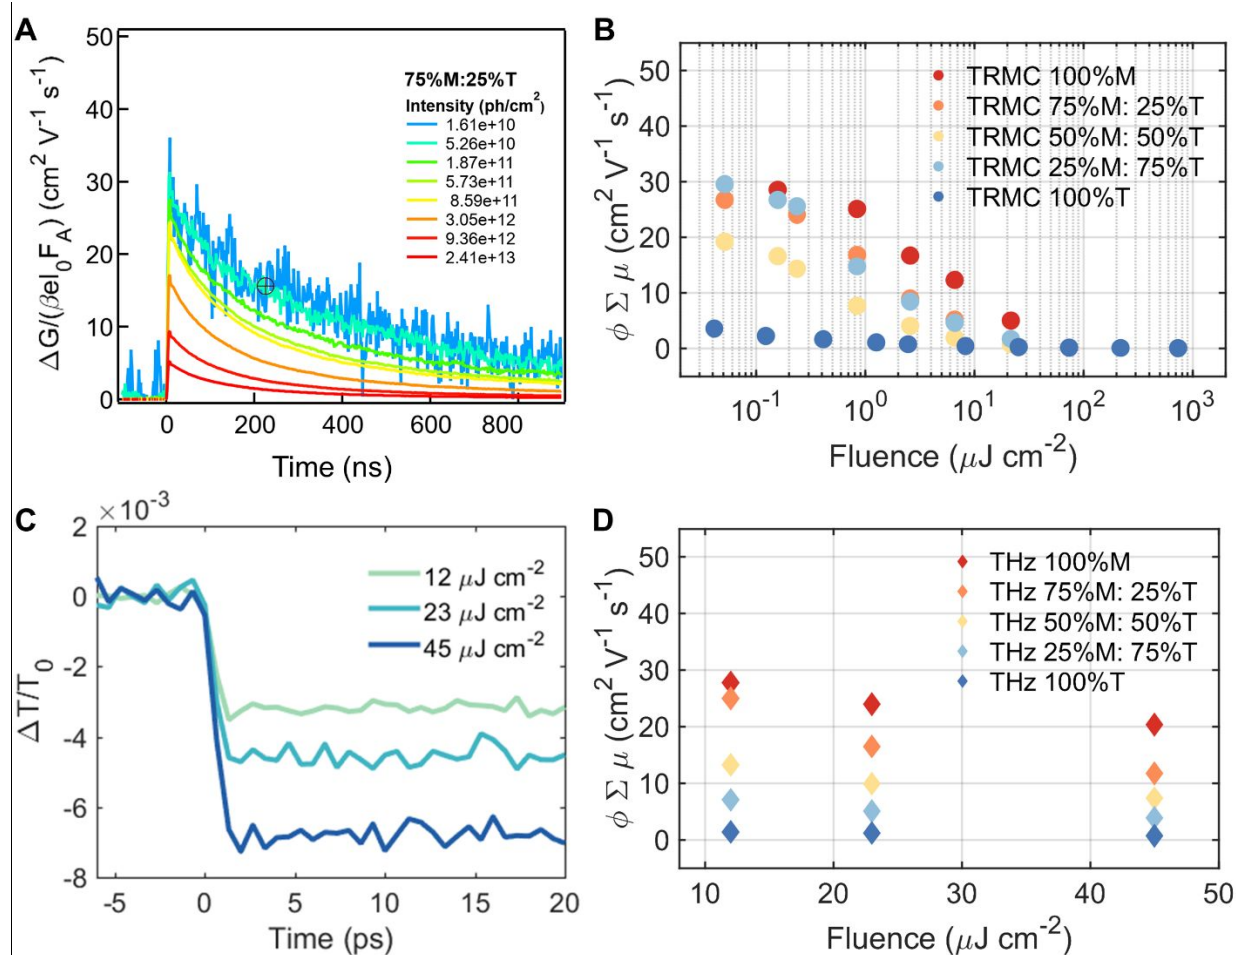 A
50
40
30
20
10
0
ΔG/(βeI₀F_A) (cm² V⁻¹ s⁻¹)
75%M:25%T
Intensity (ph/cm²)
1.61e+10
5.26e+10
1.87e+11
5.73e+11
8.59e+11
3.05e+12
9.36e+12
2.41e+13
0 200 400 600 800
Time (ns)
B
50
40
30
20
10
0
ϕ Σ μ (cm² V⁻¹ s⁻¹)
TRMC 100%M
TRMC 75%M: 25%T
TRMC 50%M: 50%T
TRMC 25%M: 75%T
TRMC 100%T
10⁻¹ 10⁰ 10¹ 10² 10³
Fluence (μJ cm⁻²)
C
×10⁻³
2
0
-2
-4
-6
-8
ΔT/T₀
12 μJ cm⁻²
23 μJ cm⁻²
45 μJ cm⁻²
-5 0 5 10 15 20
Time (ps)
D
50
40
30
20
10
0
ϕ Σ μ (cm² V⁻¹ s⁻¹)
THz 100%M
THz 75%M: 25%T
THz 50%M: 50%T
THz 25%M: 75%T
THz 100%T
10 20 30 40 50
Fluence (μJ cm⁻²)